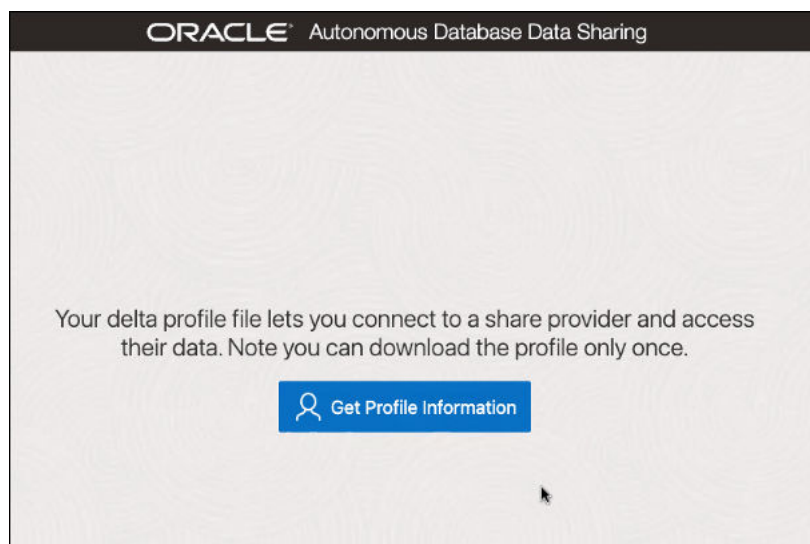 ORACLE Autonomous Database Data Sharing
Your delta profile file lets you connect to a share provider and access
their data. Note you can download the profile only once.
Get Profile Information